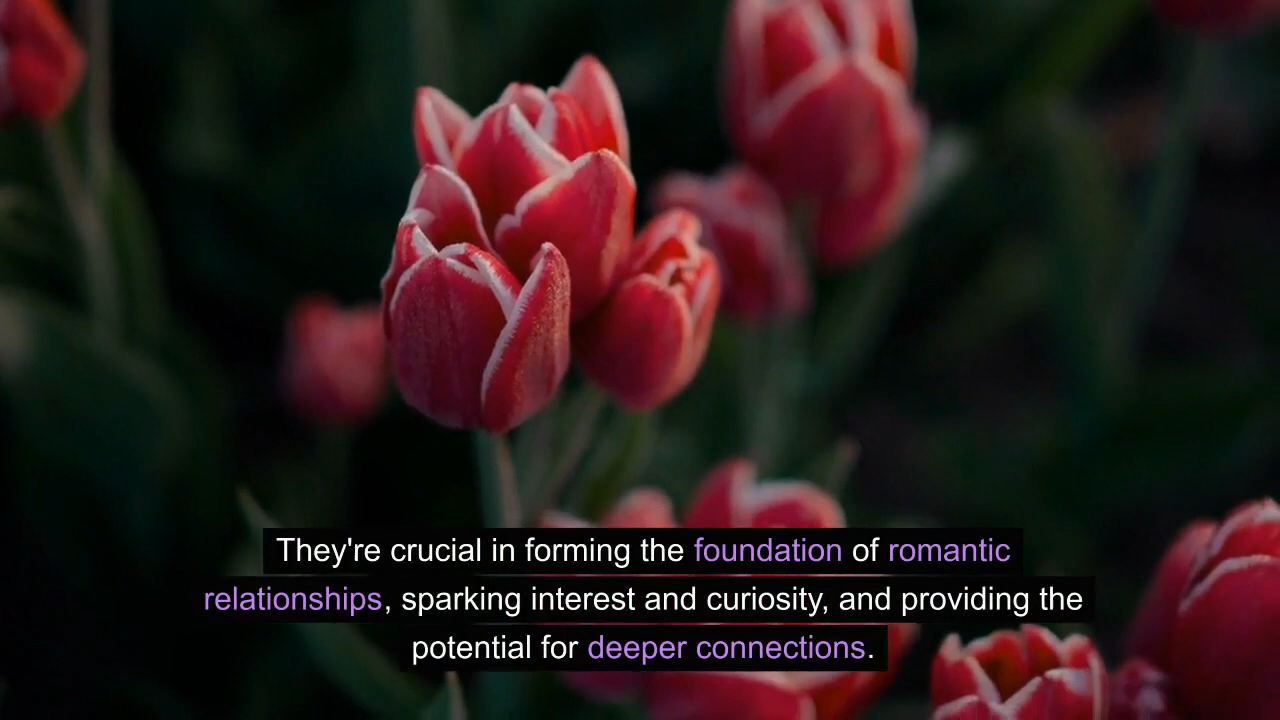 They're crucial in forming the foundation of romantic
relationships, sparking interest and curiosity, and providing the
potential for deeper connections.